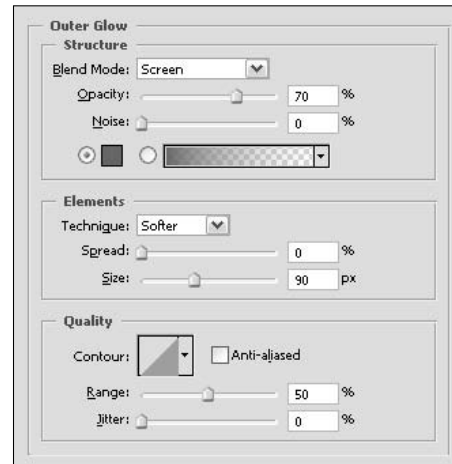 Outer Glow
Structure
Blend Mode: Screen
Opacity: 70 %
Noise: 0 %
Elements
Technique: Softer
Spread: 0 %
Size: 90 px
Quality
Contour: Anti-aliased
Range: 50 %
Jitter: 0 %